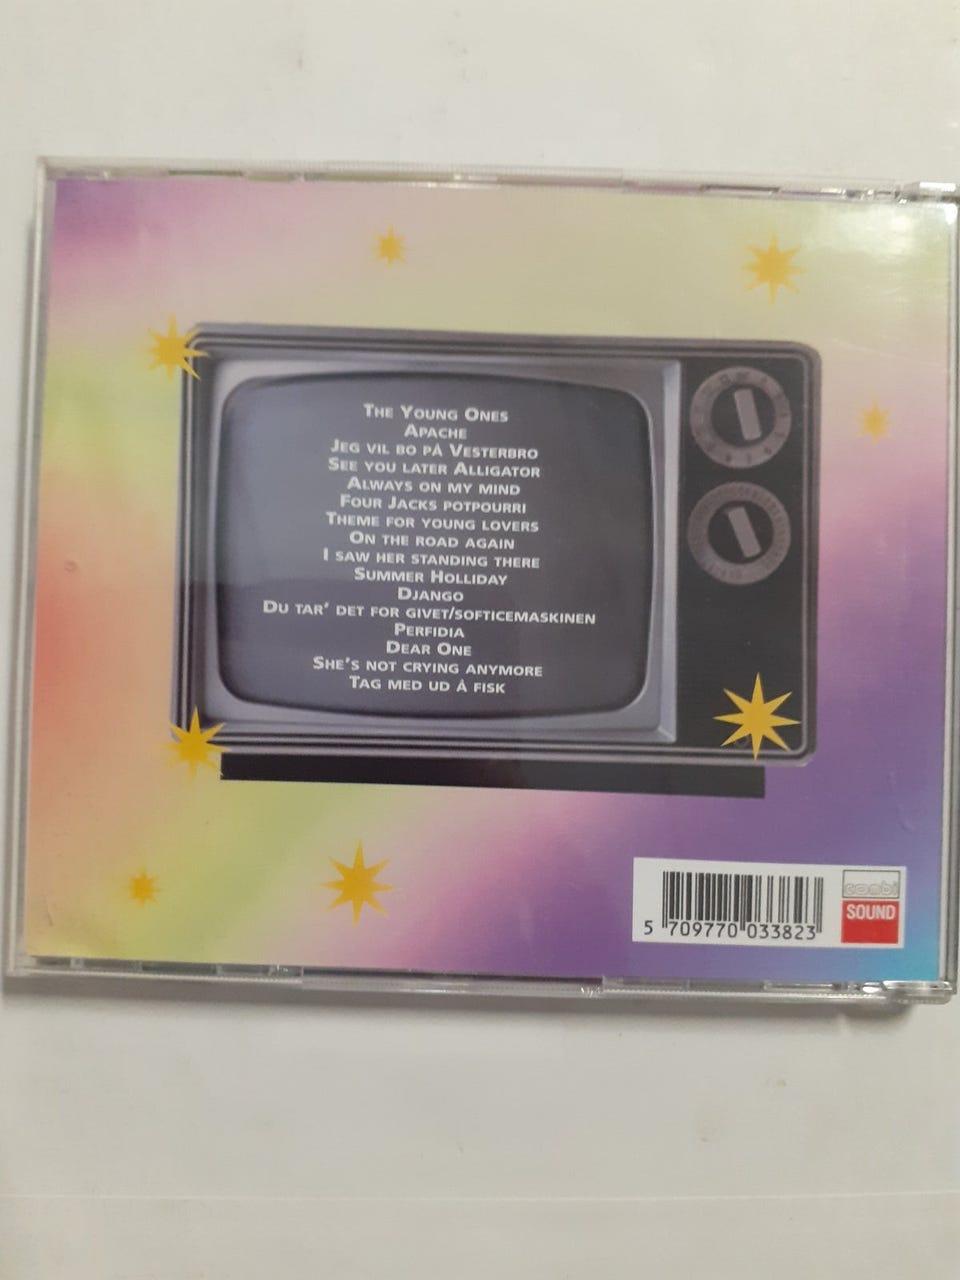 The Young Ones
Apache
Jeg vil bo på Vesterbro
See you later Alligator
Always on my mind
Four Jacks potpourri
Theme for young lovers
On the road again
I saw her standing there
Summer Holliday
Django
Du tar' det for givet/softicemaskinen
Perfidia
Dear One
She's not crying anymore
Tag med ud å fisk
combi
SOUND
5 709770 033823